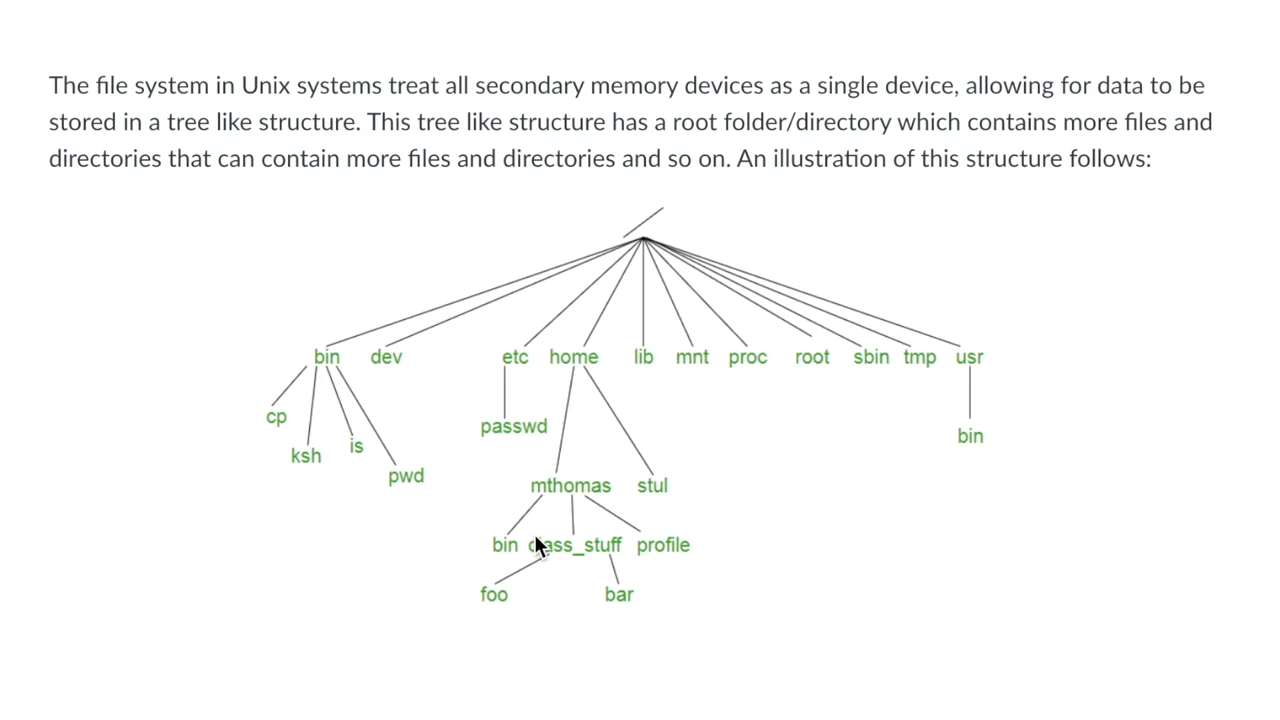 The file system in Unix systems treat all secondary memory devices as a single device, allowing for data to be
stored in a tree like structure. This tree like structure has a root folder/directory which contains more files and
directories that can contain more files and directories and so on. An illustration of this structure follows:
/
bin dev etc home lib mnt proc root sbin tmp usr
cp
passwd
bin
ksh
is
pwd
mthomas stul
bin class_stuff profile
foo bar